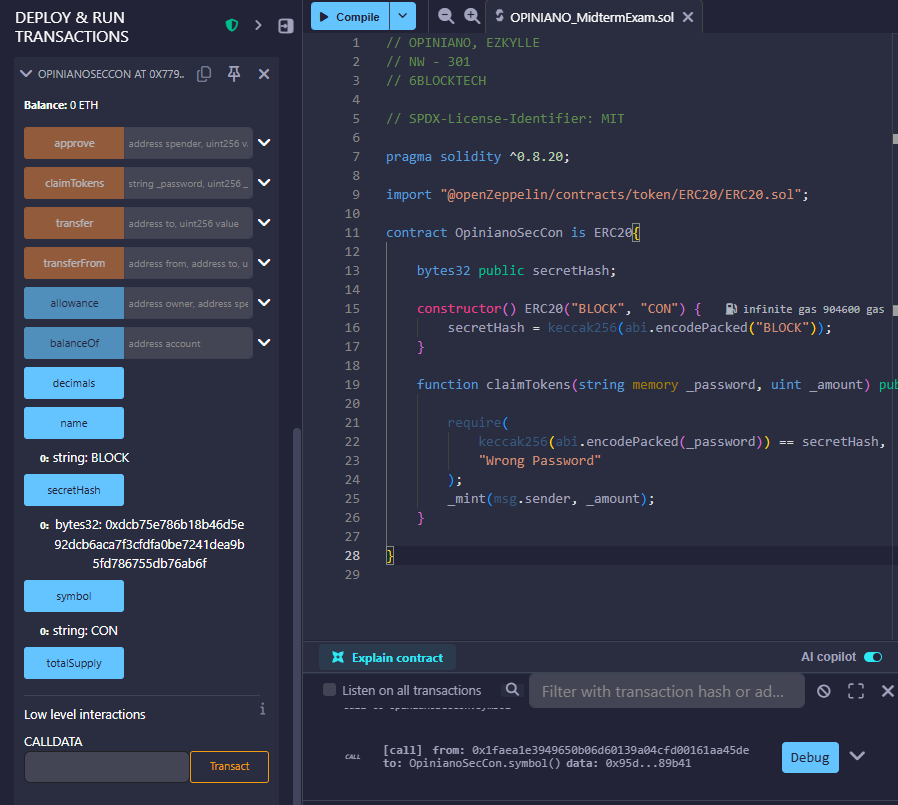 DEPLOY & RUN
TRANSACTIONS
OPINIANOSECCON AT 0X779...
Balance: 0 ETH
approve address spender, uint256 v
claimTokens string _password, uint256 _
transfer address to, uint256 value
transferFrom address from, address to, u
allowance address owner, address spe
balanceOf address account
decimals
name
0: string: BLOCK
secretHash
0: bytes32: 0xdcb75e786b18b46d5e
92dcb6aca7f3cfdfa0be7241dea9b
5fd786755db76ab6f
symbol
0: string: CON
totalSupply
Low level interactions
CALLDATA
Transact
Compile
OPINIANO_MidtermExam.sol
1 // OPINIANO, EZKYLLE
2 // NW - 301
3 // 6BLOCKTECH
4
5 // SPDX-License-Identifier: MIT
6
7 pragma solidity ^0.8.20;
8
9 import "@openZeppelin/contracts/token/ERC20/ERC20.sol";
10
11 contract OpinianoSecCon is ERC20{
12
13 bytes32 public secretHash;
14
15 constructor() ERC20("BLOCK", "CON") { infinite gas 904600 gas
16 secretHash = keccak256(abi.encodePacked("BLOCK"));
17 }
18
19 function claimTokens(string memory _password, uint _amount) pub
20
21 require(
22 keccak256(abi.encodePacked(_password)) == secretHash,
23 "Wrong Password"
24 );
25 _mint(msg.sender, _amount);
26 }
27
28 }
29
Explain contract
AI copilot
Listen on all transactions
Filter with transaction hash or ad...
CALL [call] from: 0x1faea1e3949650b06d60139a04cfd00161aa45de
to: OpinianoSecCon.symbol() data: 0x95d...89b41
Debug